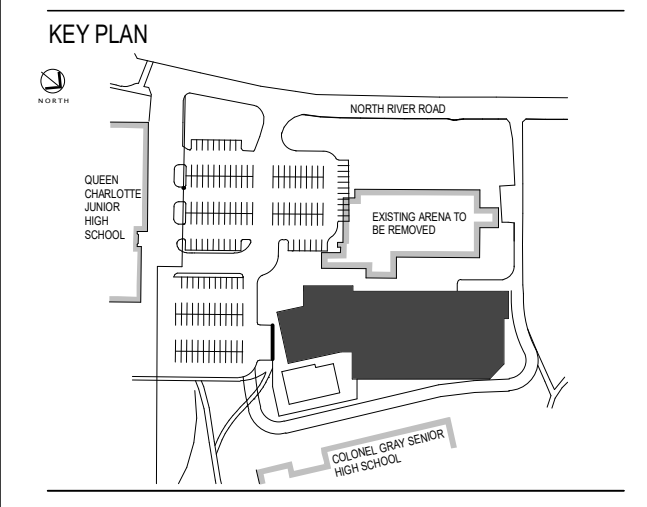 KEY PLAN
NORTH
NORTH RIVER ROAD
QUEEN
CHARLOTTE
JUNIOR
HIGH
SCHOOL
EXISTING ARENA TO
BE REMOVED
COLONEL GRAY SENIOR
HIGH SCHOOL